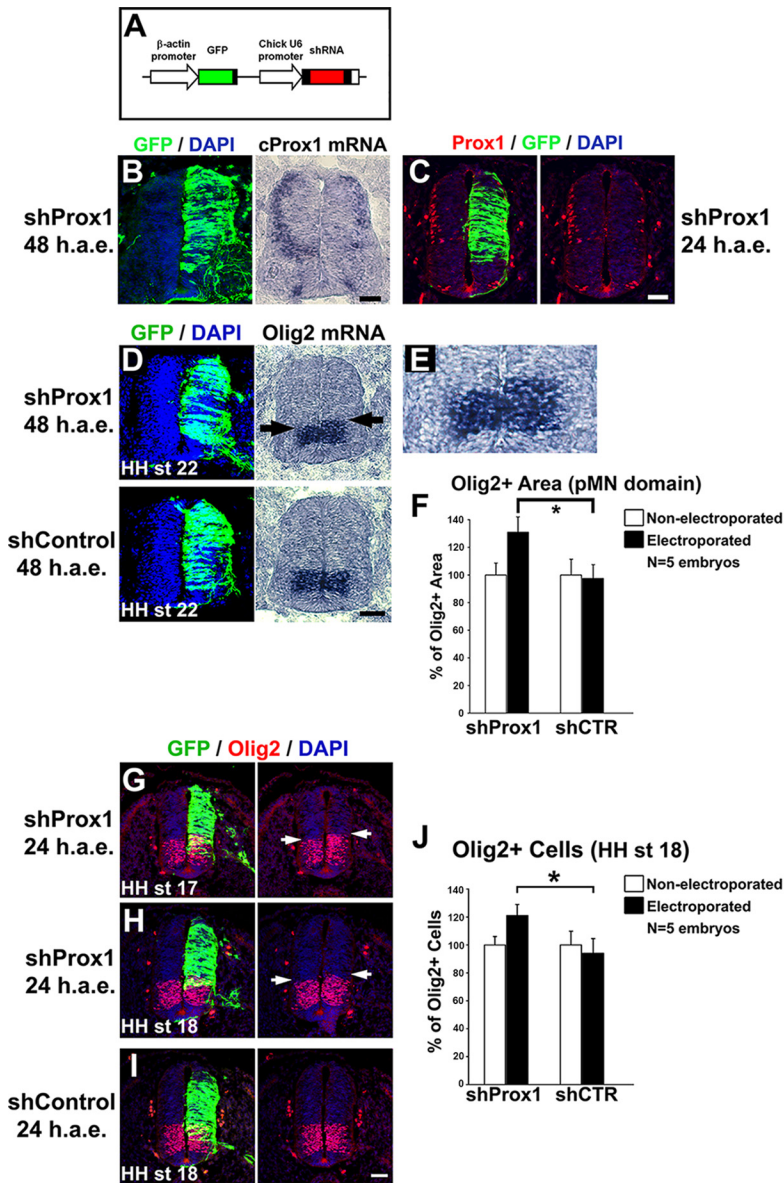 A
β-actin promoter
GFP
Chick U6 promoter
shRNA
GFP / DAPI
cProx1 mRNA
B
shProx1
48 h.a.e.
Prox1 / GFP / DAPI
C
shProx1
24 h.a.e.
GFP / DAPI
Olig2 mRNA
D
shProx1
48 h.a.e.
HH st 22
E
shControl
48 h.a.e.
HH st 22
F
Olig2+ Area (pMN domain)
% of Olig2+ Area
140
120
100
80
60
40
20
0
*
Non-electroporated
Electroporated
N=5 embryos
shProx1
shCTR
GFP / Olig2 / DAPI
G
shProx1
24 h.a.e.
HH st 17
H
shProx1
24 h.a.e.
HH st 18
I
shControl
24 h.a.e.
HH st 18
J
Olig2+ Cells (HH st 18)
% of Olig2+ Cells
140
120
100
80
60
40
20
0
*
Non-electroporated
Electroporated
N=5 embryos
shProx1
shCTR